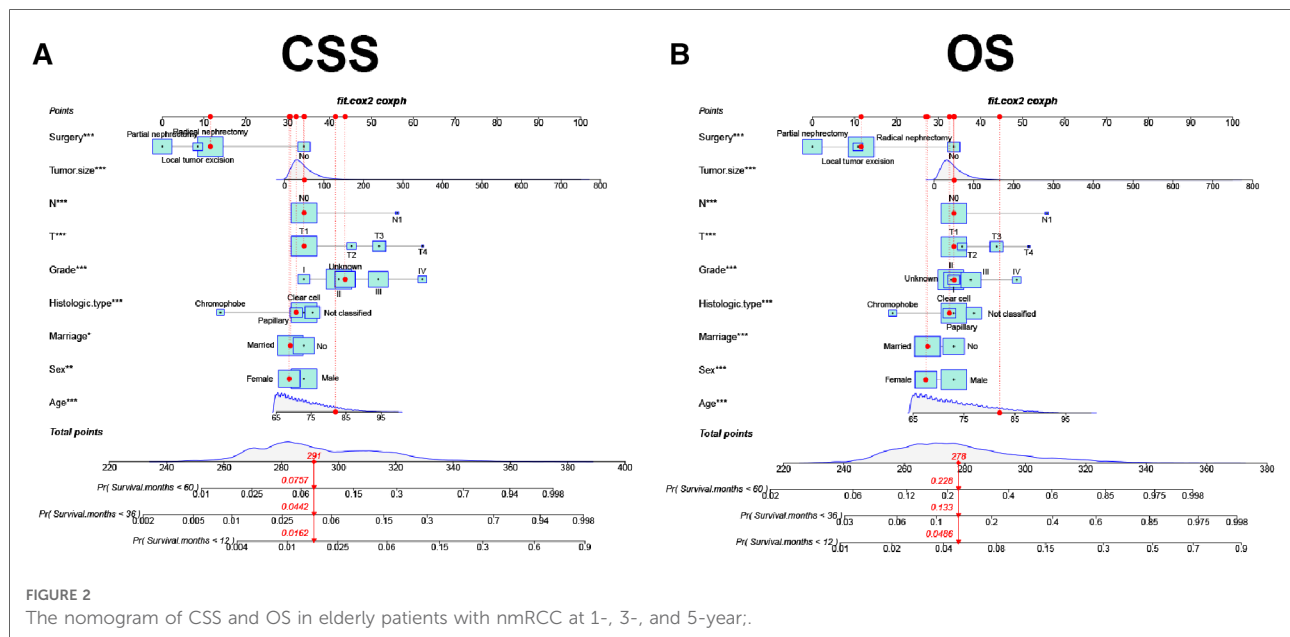 A
CSS
fit.cox2 coxph
Points
0 10 20 30 40 50 60 70 80 90 100
Surgery***
Partial nephrectomy
Radical nephrectomy
Local tumor excision
No
Tumor.size***
0 100 200 300 400 500 600 700 800
N***
N0
N1
T***
T1
T2
T3
T4
Grade***
I
Unknown
II
III
IV
Histologic.type***
Chromophobe
Clear cell
Papillary
Not classified
Marriage*
Married
No
Sex**
Female
Male
Age***
65 75 85 95
Total points
291
220 240 260 280 300 320 340 360 380 400
0.0757
Pr( Survival.months < 60 )
0.01 0.025 0.06 0.15 0.3 0.7 0.94 0.998
0.0442
Pr( Survival.months < 36 )
0.002 0.005 0.01 0.025 0.06 0.15 0.3 0.7 0.94 0.998
0.0162
Pr( Survival.months < 12 )
0.004 0.01 0.025 0.06 0.15 0.3 0.6 0.9
B
OS
fit.cox2 coxph
Points
0 10 20 30 40 50 60 70 80 90 100
Surgery***
Partial nephrectomy
Radical nephrectomy
Local tumor excision
No
Tumor.size***
0 100 200 300 400 500 600 700 800
N***
N0
N1
T***
T1
T2
T3
T4
Grade***
II
Unknown
I
III
IV
Histologic.type***
Chromophobe
Clear cell
Papillary
Not classified
Marriage***
Married
No
Sex***
Female
Male
Age***
65 75 85 95
Total points
278
220 240 260 280 300 320 340 360 380
0.226
Pr( Survival.months < 60 )
0.02 0.06 0.12 0.2 0.4 0.6 0.85 0.975 0.998
0.133
Pr( Survival.months < 36 )
0.03 0.06 0.1 0.2 0.4 0.6 0.85 0.975 0.998
0.0486
Pr( Survival.months < 12 )
0.01 0.02 0.04 0.08 0.15 0.3 0.5 0.7 0.9
FIGURE 2
The nomogram of CSS and OS in elderly patients with nmRCC at 1-, 3-, and 5-year;.